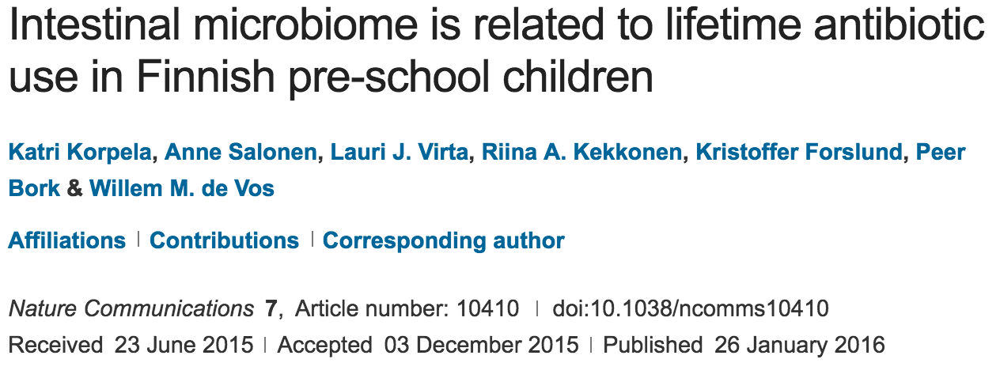 Intestinal microbiome is related to lifetime antibiotic
use in Finnish pre-school children
Katri Korpela, Anne Salonen, Lauri J. Virta, Riina A. Kekkonen, Kristoffer Forslund, Peer
Bork & Willem M. de Vos
Affiliations | Contributions | Corresponding author
Nature Communications 7, Article number: 10410 | doi:10.1038/ncomms10410
Received 23 June 2015 | Accepted 03 December 2015 | Published 26 January 2016